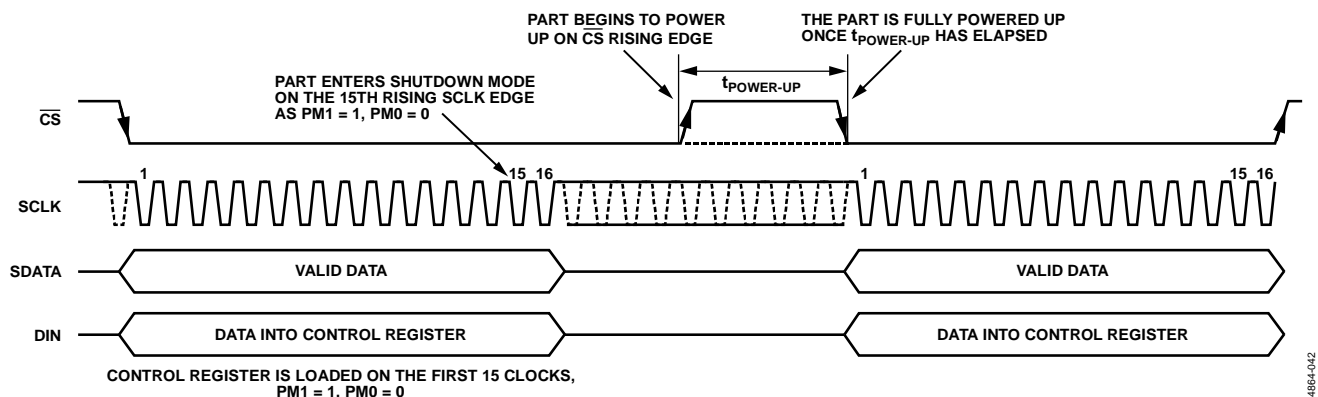 PART BEGINS TO POWER
UP ON CS RISING EDGE
THE PART IS FULLY POWERED UP
ONCE tPOWER-UP HAS ELAPSED
tPOWER-UP
PART ENTERS SHUTDOWN MODE
ON THE 15TH RISING SCLK EDGE
AS PM1 = 1, PM0 = 0
CS
1 15 16 1 15 16
SCLK
SDATA VALID DATA VALID DATA
DIN DATA INTO CONTROL REGISTER DATA INTO CONTROL REGISTER
CONTROL REGISTER IS LOADED ON THE FIRST 15 CLOCKS,
PM1 = 1, PM0 = 0
4864-042